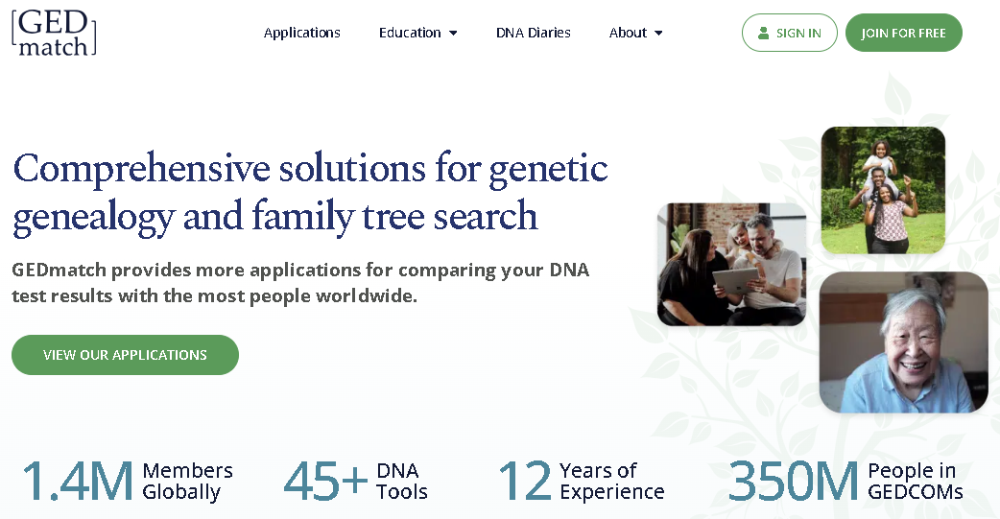 [GED
match]
Applications
Education
DNA Diaries
About
SIGN IN
JOIN FOR FREE
Comprehensive solutions for genetic
genealogy and family tree search
GEDmatch provides more applications for comparing your DNA
test results with the most people worldwide.
VIEW OUR APPLICATIONS
1.4M Members
Globally
45+ DNA
Tools
12 Years of
Experience
350M People in
GEDCOMs